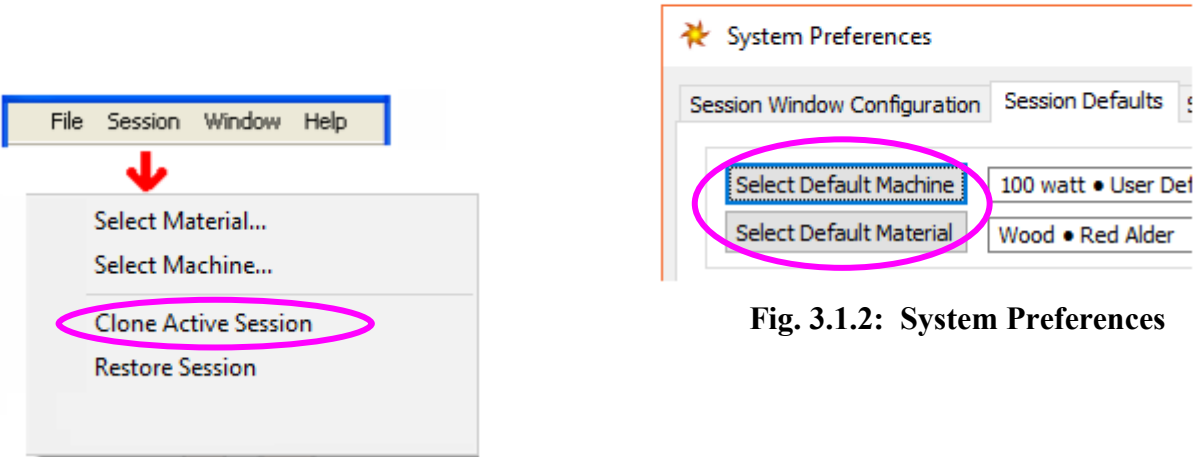 File Session Window Help
Select Material...
Select Machine...
Clone Active Session
Restore Session
System Preferences
Session Window Configuration Session Defaults
Select Default Machine 100 watt • User Def
Select Default Material Wood • Red Alder
Fig. 3.1.2: System Preferences